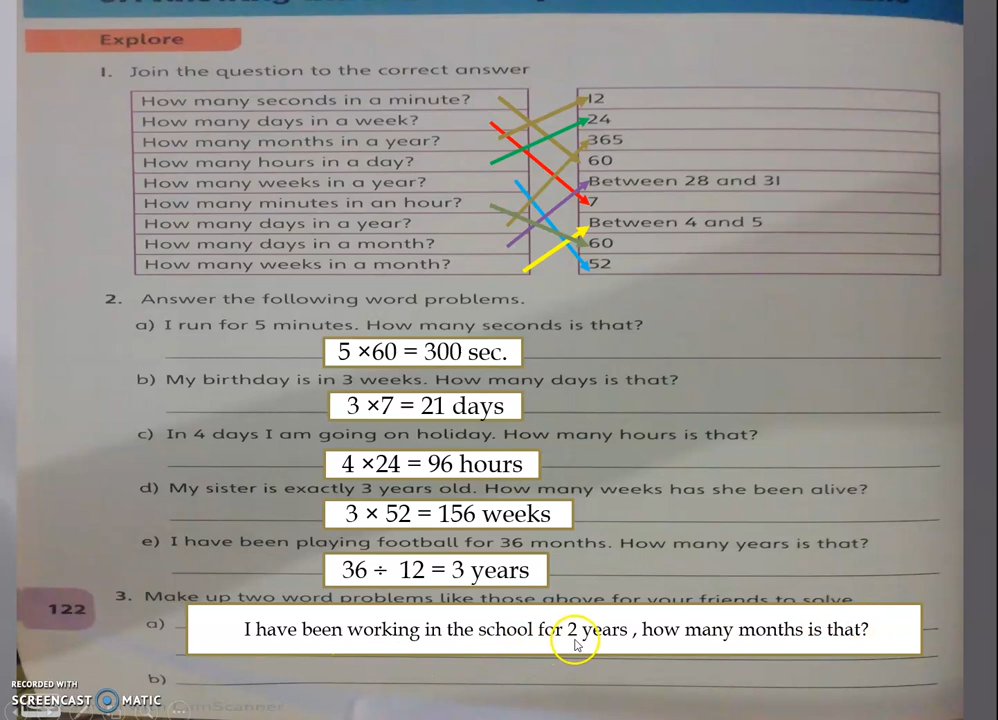 Explore
1. Join the question to the correct answer
How many seconds in a minute? 12
How many days in a week? 24
How many months in a year? 365
How many hours in a day? 60
How many weeks in a year? Between 28 and 31
How many minutes in an hour? 7
How many days in a year? Between 4 and 5
How many days in a month? 60
How many weeks in a month? 52
2. Answer the following word problems.
a) I run for 5 minutes. How many seconds is that?
5 ×60 = 300 sec.
b) My birthday is in 3 weeks. How many days is that?
3 ×7 = 21 days
c) In 4 days I am going on holiday. How many hours is that?
4 ×24 = 96 hours
d) My sister is exactly 3 years old. How many weeks has she been alive?
3 × 52 = 156 weeks
e) I have been playing football for 36 months. How many years is that?
36 ÷ 12 = 3 years
122
3. Make up two word problems like those above for your friends to solve
a)
I have been working in the school for 2 years , how many months is that?
b)
RECORDED WITH
SCREENCAST MATIC
CamScanner